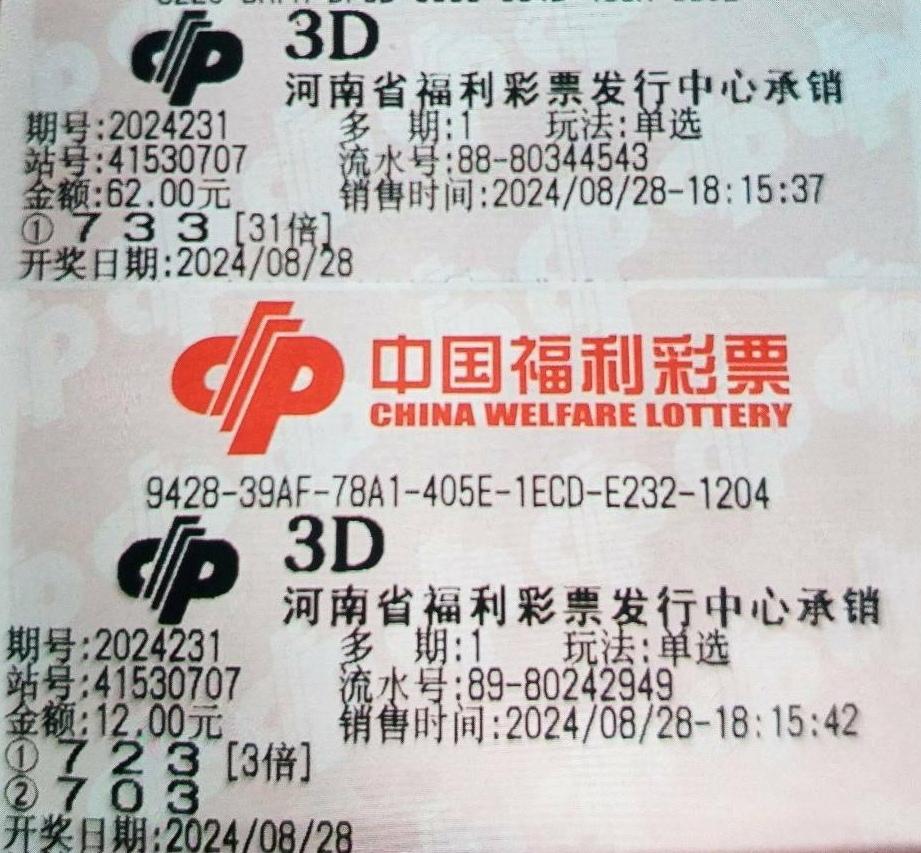 3D
河南省福利彩票发行中心承销
期号:2024231 多 期:1 玩法:单选
站号:41530707 流水号:88-80344543
金额:62.00元 销售时间:2024/08/28-18:15:37
① 7 3 3 [31倍]
开奖日期:2024/08/28
中国福利彩票
CHINA WELFARE LOTTERY
9428-39AF-78A1-405E-1ECD-E232-1204
3D
河南省福利彩票发行中心承销
期号:2024231 多 期:1 玩法:单选
站号:41530707 流水号:89-80242949
金额:12.00元 销售时间:2024/08/28-18:15:42
① 7 2 3 [3倍]
② 7 0 3
开奖日期:2024/08/28